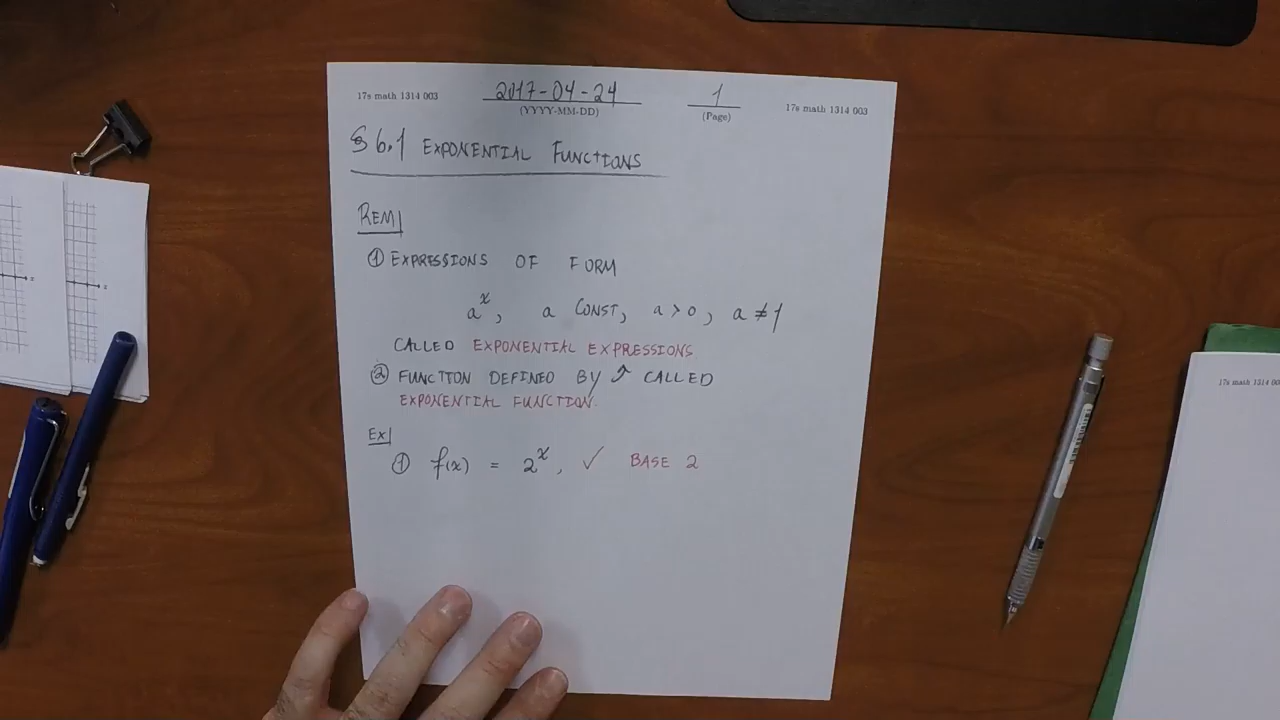 17s math 1314 003 2017-04-24 1 17s math 1314 003
(YYYY-MM-DD) (Page)
§ 6.1 EXPONENTIAL FUNCTIONS
REM
① EXPRESSIONS OF FORM
a^x, a CONST, a > 0, a ≠ 1
CALLED EXPONENTIAL EXPRESSIONS
② FUNCTION DEFINED BY ↗ CALLED
EXPONENTIAL FUNCTION.
EX
① f(x) = 2^x, ✓ BASE 2
17s math 1314 00